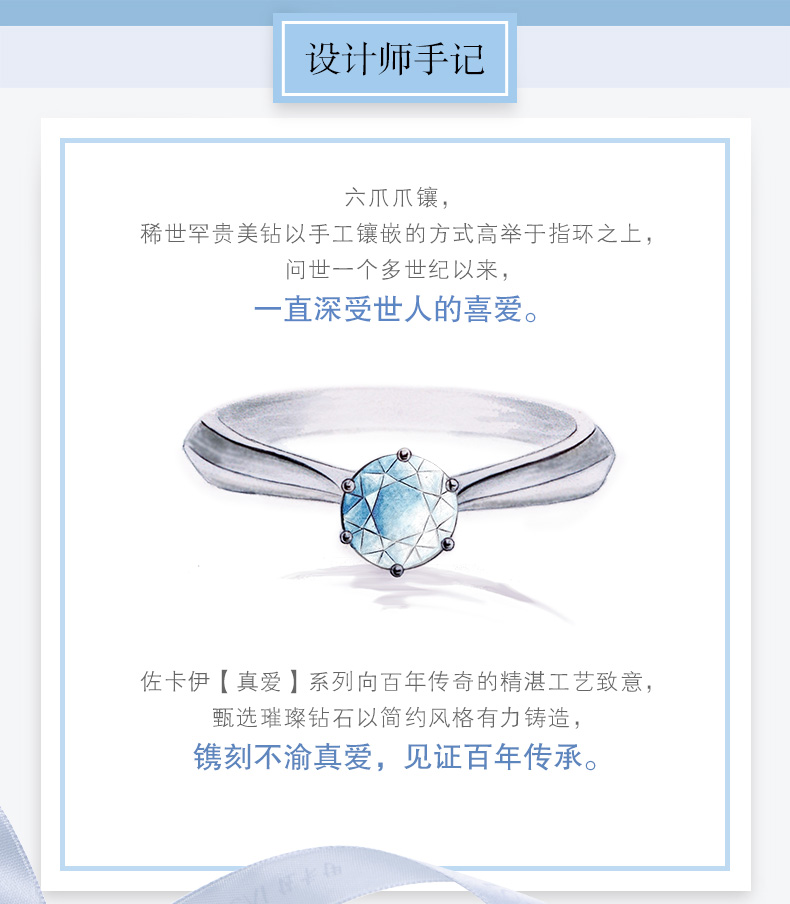 设计师手记
六爪爪镶，
稀世罕贵美钻以手工镶嵌的方式高举于指环之上，
问世一个多世纪以来，
一直深受世人的喜爱。
佐卡伊【真爱】系列向百年传奇的精湛工艺致意，
甄选璀璨钻石以简约风格有力铸造，
镌刻不渝真爱，见证百年传承。